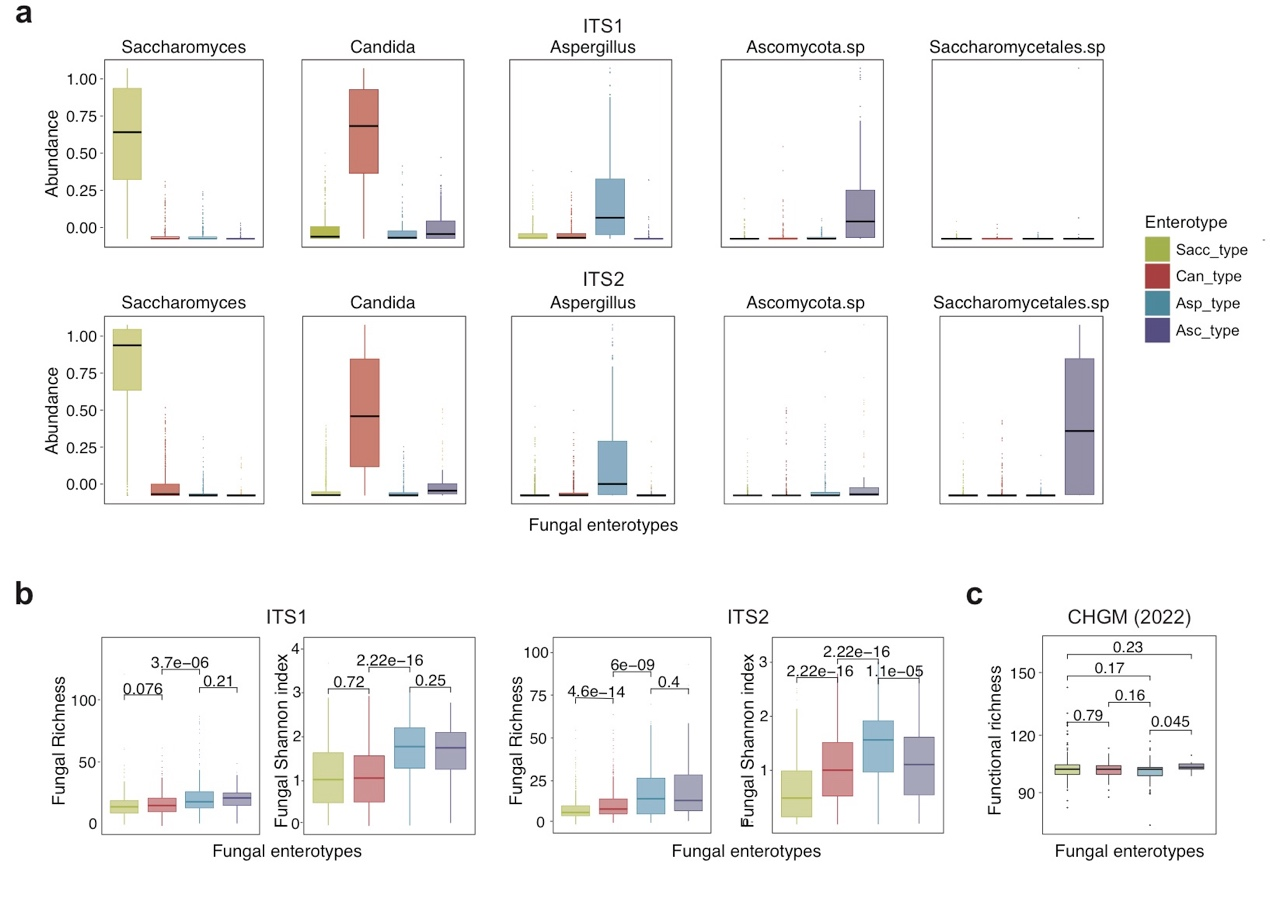 a
ITS1
Saccharomyces Candida Aspergillus Ascomycota.sp Saccharomycetales.sp
Abundance
1.00
0.75
0.50
0.25
0.00
ITS2
Saccharomyces Candida Aspergillus Ascomycota.sp Saccharomycetales.sp
Abundance
1.00
0.75
0.50
0.25
0.00
Fungal enterotypes
Enterotype
Sacc_type
Can_type
Asp_type
Asc_type
b
ITS1
Fungal Richness
100
50
0
0.076
3.7e−06
0.21
Fungal Shannon index
4
3
2
1
0
0.72
2.22e−16
0.25
Fungal enterotypes
ITS2
Fungal Richness
100
75
50
25
0
4.6e−14
6e−09
0.4
Fungal Shannon index
3
2
1
2.22e−16
2.22e−16
1.1e−05
Fungal enterotypes
c
CHGM (2022)
Functional richness
150
120
90
0.23
0.17
0.16
0.79
0.045
Fungal enterotypes